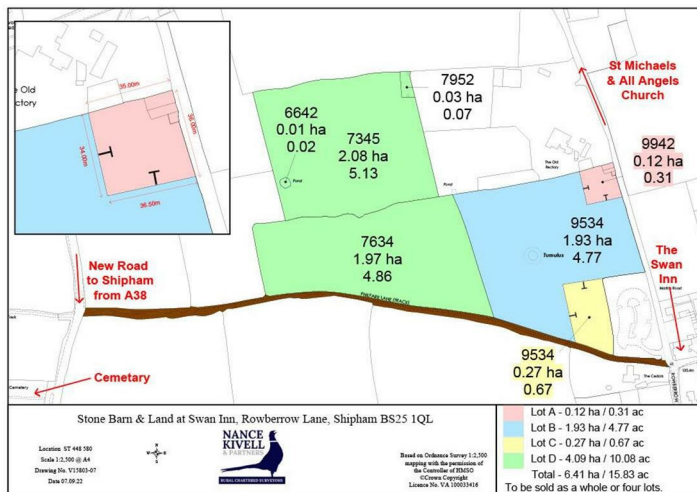 35.00m
e Old
ctory
34.00m
35.00m
36.50m
7952
0.03 ha
0.07
St Michaels
& All Angels
Church
6642
0.01 ha
0.02
7345
2.08 ha
5.13
9942
0.12 ha
0.31
Pond
Pond
The Old
Rectory
9534
1.93 ha
4.77
Tumulus
7634
1.97 ha
4.86
The
Swan
Inn
New Road
to Shipham
from A38
(TRACK)
Cemetary
Cemetery
9534
0.27 ha
0.67
Stone Barn & Land at Swan Inn, Rowberrow Lane, Shipham BS25 1QL
Location ST 448 580
Scale 1:2,500 @ A4
Drawing No. V15803-07
Date 07.09.22
NANCE
KIVELL
& PARTNERS
RURAL CHARTERED SURVEYORS
Based on Ordnance Survey 1:2,500
mapping with the permission of
the Controller of HMSO
©Crown Copyright
Licence No. VA 100033416
Lot A - 0.12 ha / 0.31 ac
Lot B - 1.93 ha / 4.77 ac
Lot C - 0.27 ha / 0.67 ac
Lot D - 4.09 ha / 10.08 ac
Total - 6.41 ha / 15.83 ac
To be sold as a whole or four lots.